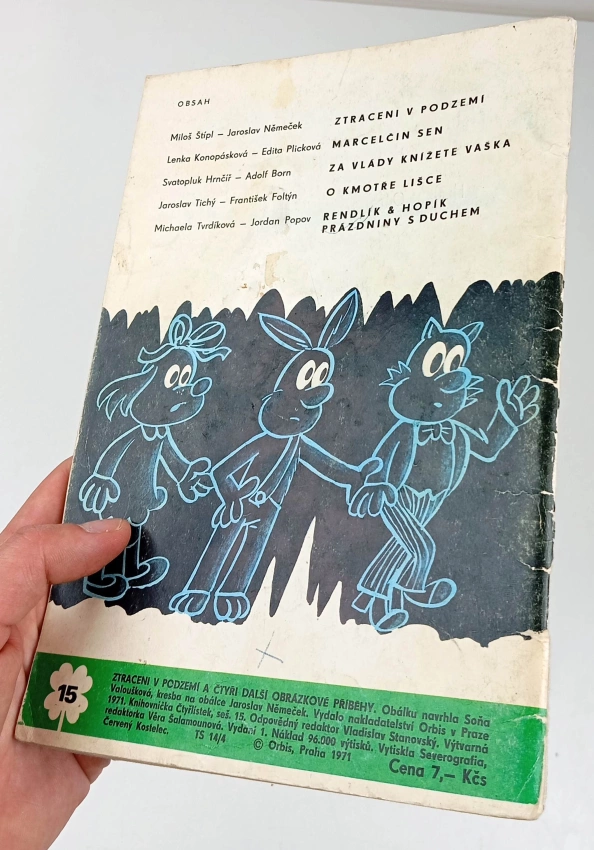 OBSAH
Miloš Štípl – Jaroslav Němeček ZTRACENI V PODZEMÍ
Lenka Konopásková – Edita Plicková MARCELČIN SEN
Svatopluk Hrnčíř – Adolf Born ZA VLÁDY KNÍŽETE VAŠKA
Jaroslav Tichý – František Foltýn O KMOTŘE LIŠCE
Michaela Tvrdíková – Jordan Popov RENDLÍK & HOPÍK
PRÁZDNINY S DUCHEM
15
ZTRACENI V PODZEMÍ A ČTYŘI DALŠÍ OBRÁZKOVÉ PŘÍBĚHY. Obálku navrhla Soňa
Valoušková, kresba na obálce Jaroslav Němeček. Vydalo nakladatelství Orbis v Praze
1971. Knihovnička Čtyřlístek, seš. 15. Odpovědný redaktor Vladislav Stanovský. Výtvarná
redaktorka Věra Šalamounová. Vydání 1. Náklad 96.000 výtisků. Vytiskla Severografia,
Červený Kostelec.
TS 14/4
© Orbis, Praha 1971
Cena 7,– Kčs